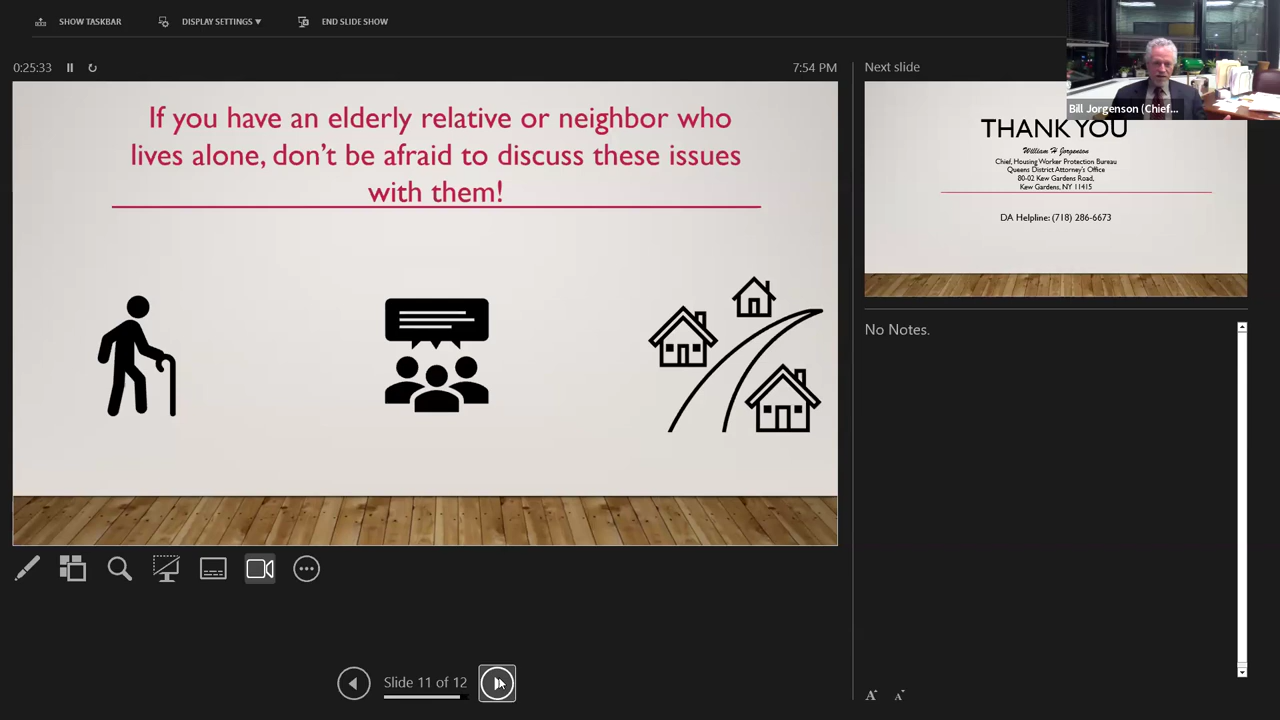 SHOW TASKBAR
DISPLAY SETTINGS ▼
END SLIDE SHOW
0:25:33
7:54 PM
If you have an elderly relative or neighbor who
lives alone, don't be afraid to discuss these issues
with them!
Slide 11 of 12
Next slide
Bill Jorgenson (Chief...
THANK YOU
William H Jorgenson
Chief, Housing Worker Protection Bureau
Queens District Attorney's Office
80-02 Kew Gardens Road,
Kew Gardens, NY 11415
DA Helpline: (718) 286-6673
No Notes.
A A